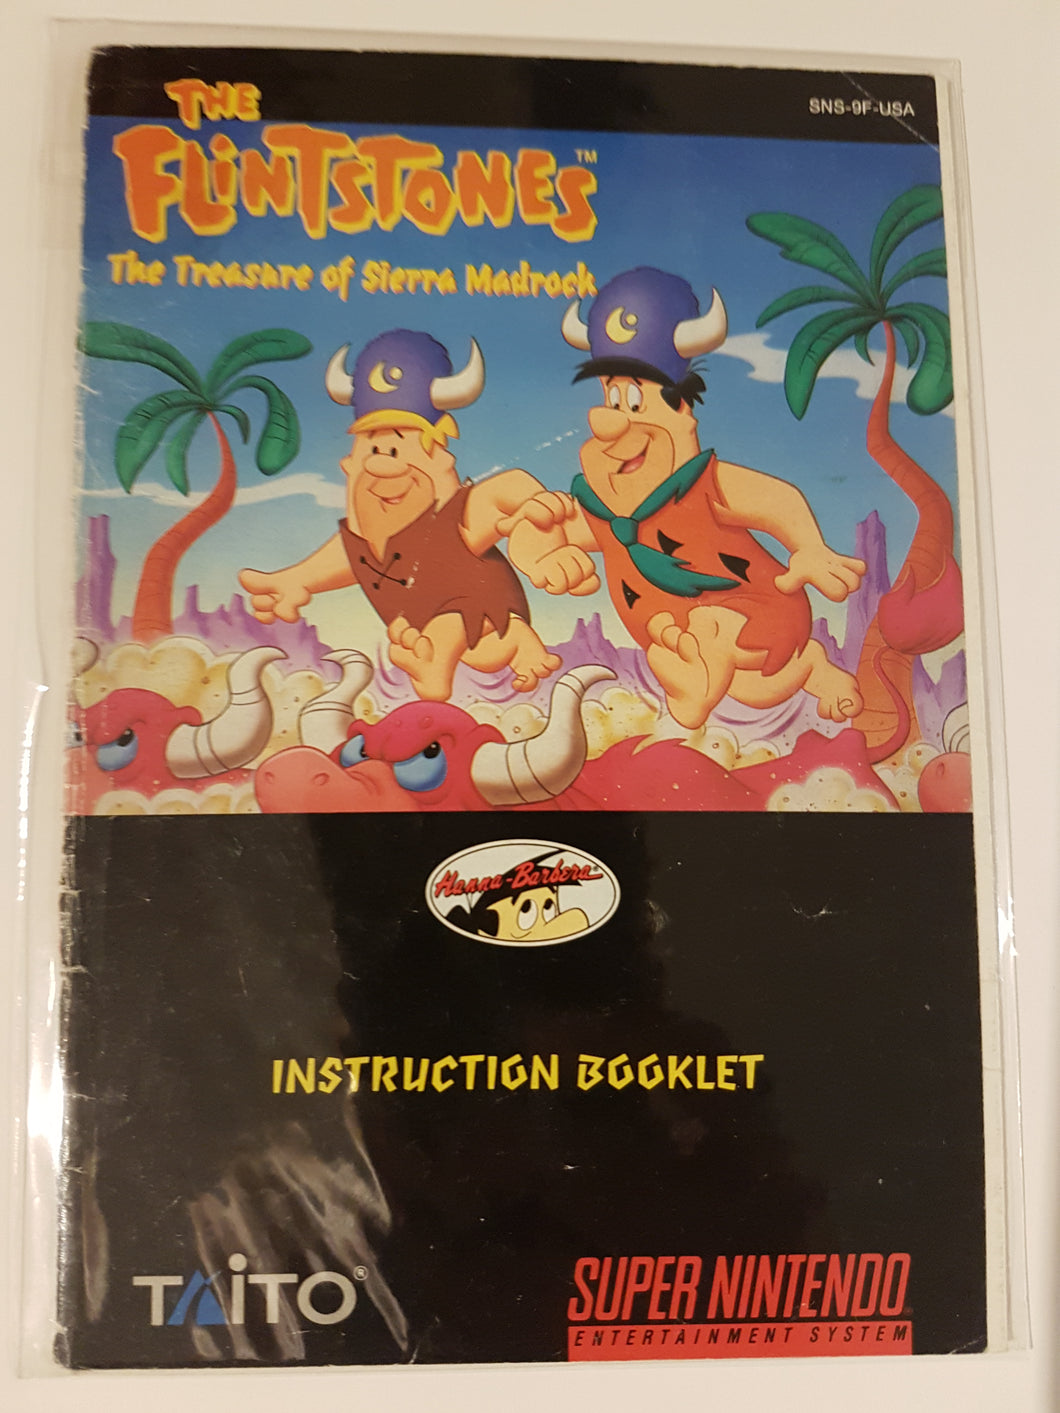 SNS-9F-USA
THE
FLiNTSTONES™
The Treasure of Sierra Madrock
Hanna-Barbera®
INSTRUCTION BOOKLET
TAiTO®
SUPER NINTENDO®
ENTERTAINMENT SYSTEM